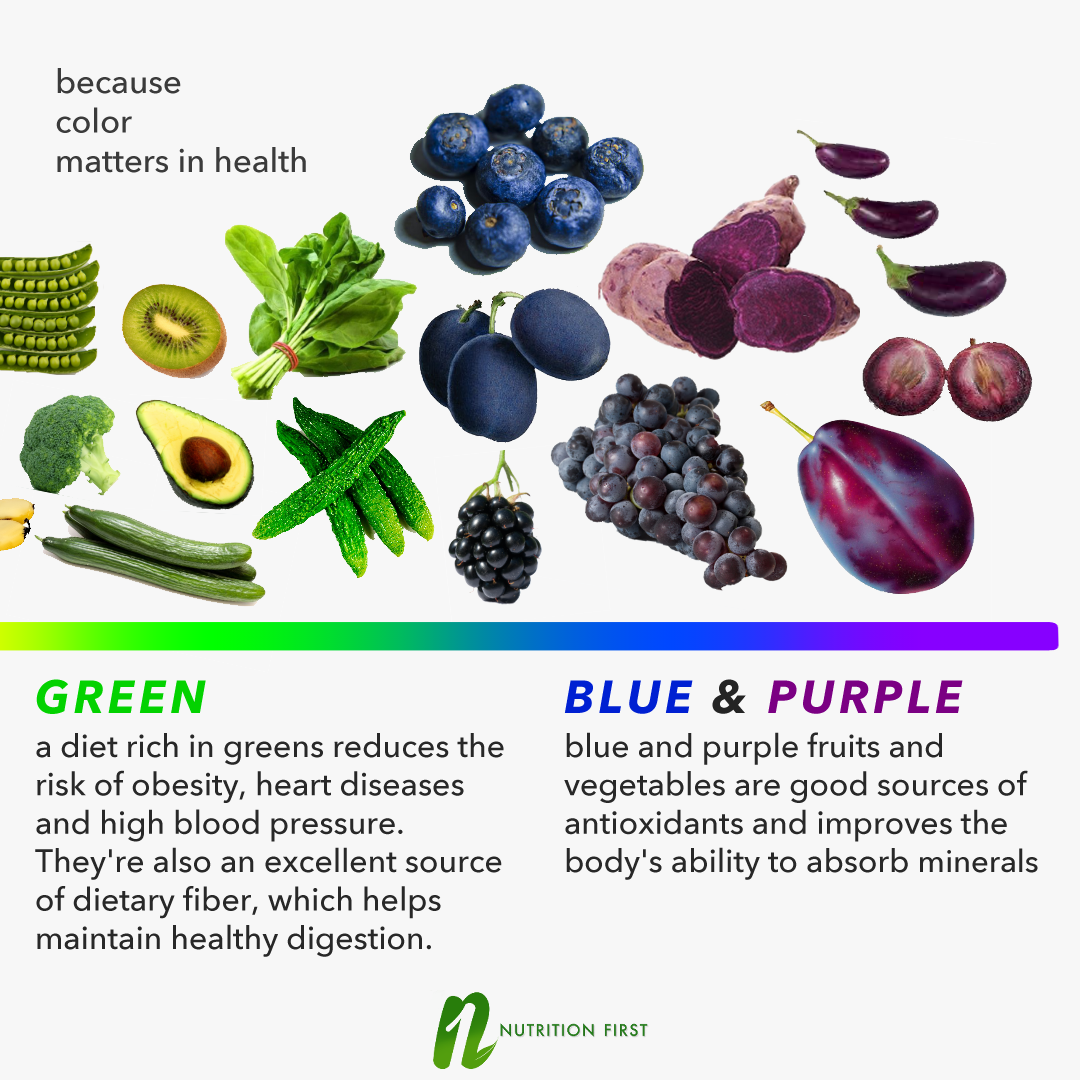 because
color
matters in health
GREEN
a diet rich in greens reduces the
risk of obesity, heart diseases
and high blood pressure.
They're also an excellent source
of dietary fiber, which helps
maintain healthy digestion.
BLUE & PURPLE
blue and purple fruits and
vegetables are good sources of
antioxidants and improves the
body's ability to absorb minerals
NUTRITION FIRST